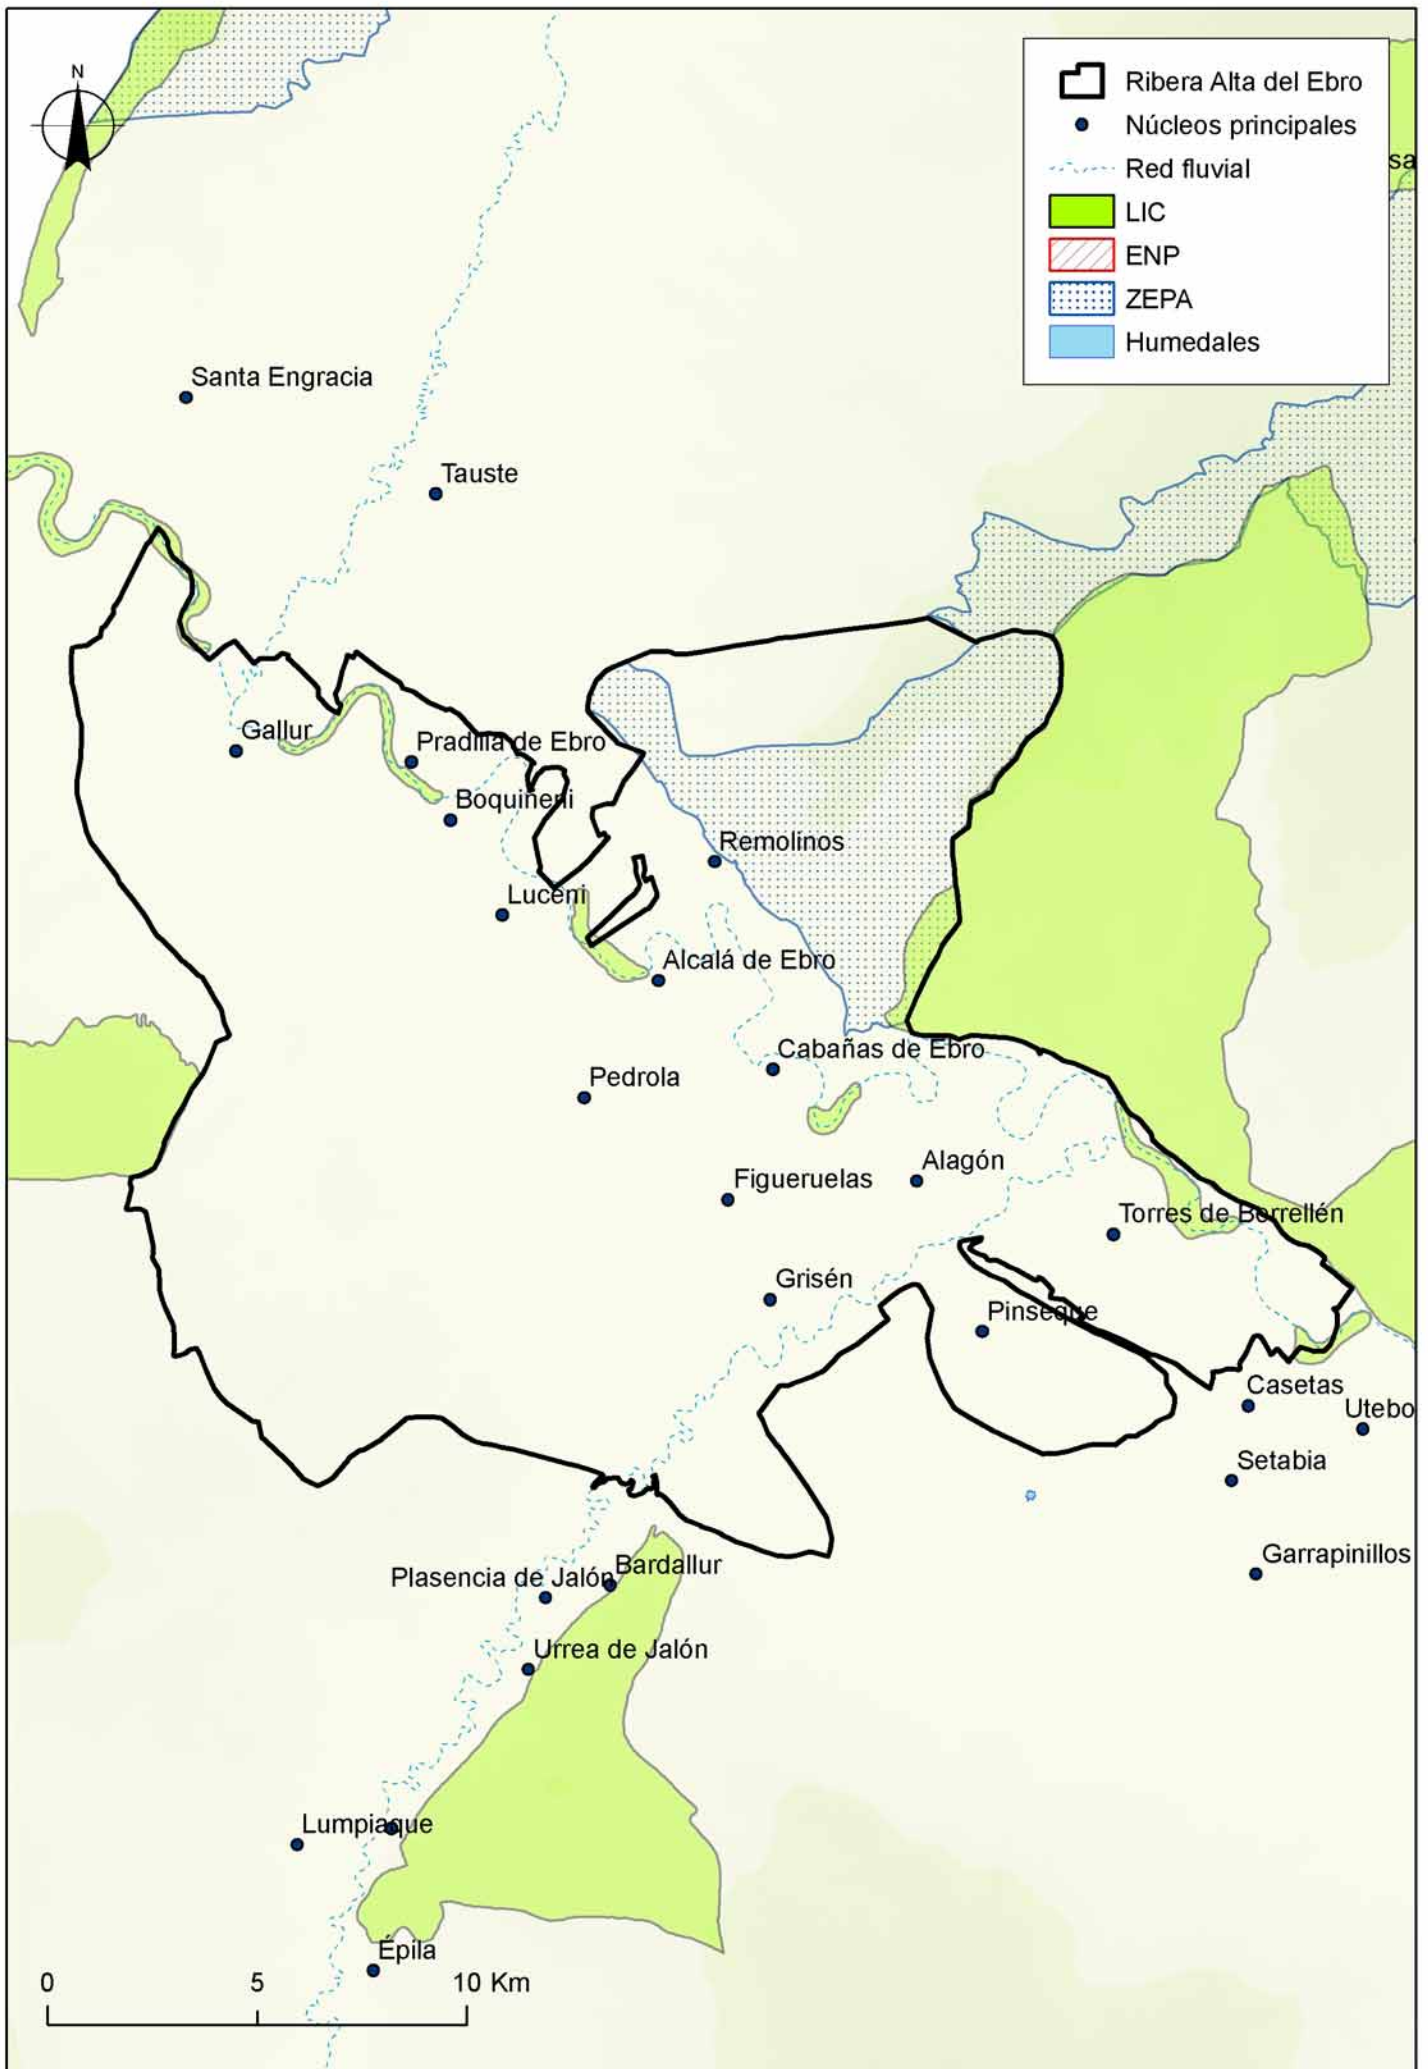 N
Ribera Alta del Ebro
Núcleos principales
Red fluvial
LIC
ENP
ZEPA
Humedales
sa
Santa Engracia
Tauste
Gallur
Pradilla de Ebro
Boquiñeni
Remolinos
Luceni
Alcalá de Ebro
Cabañas de Ebro
Pedrola
Alagón
Figueruelas
Torres de Berrellén
Grisén
Pinseque
Casetas
Utebo
Setabia
Garrapinillos
Bardallur
Plasencia de Jalón
Urrea de Jalón
Lumpiaque
Épila
0 5 10 Km